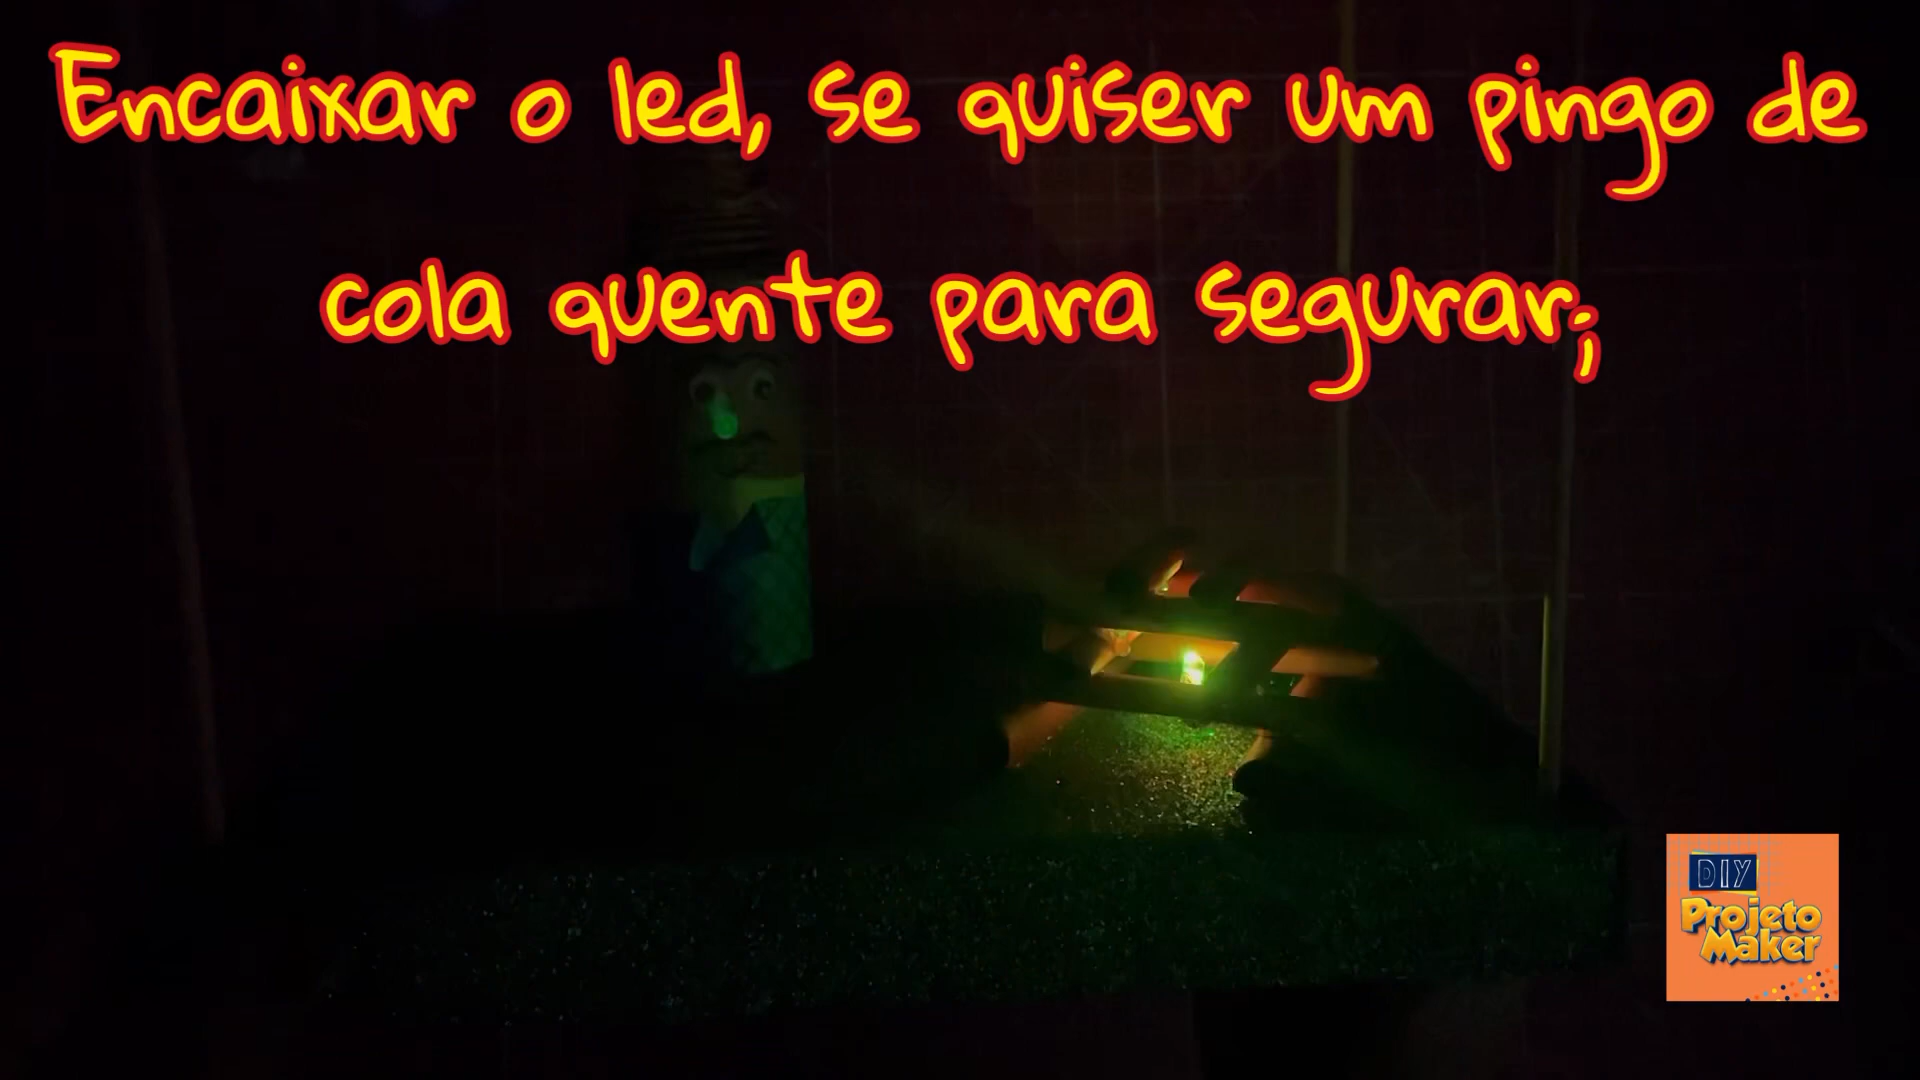 Encaixar o led, se quiser um pingo de
cola quente para segurar;
DIY
Projeto
Maker